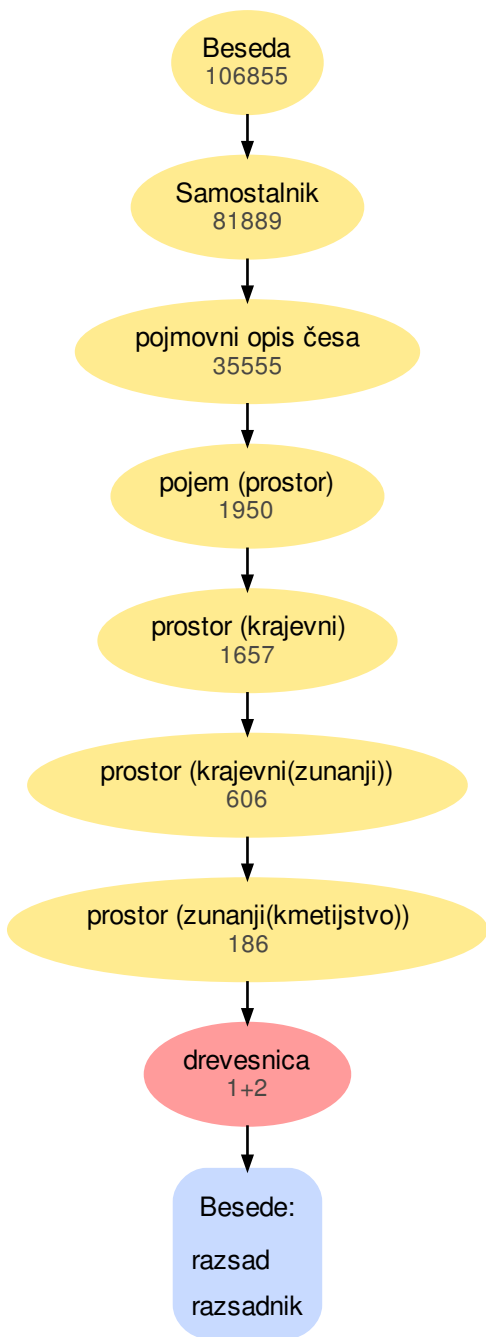 Beseda
106855
Samostalnik
81889
pojmovni opis česa
35555
pojem (prostor)
1950
prostor (krajevni)
1657
prostor (krajevni(zunanji))
606
prostor (zunanji(kmetijstvo))
186
drevesnica
1+2
Besede:
razsad
razsadnik